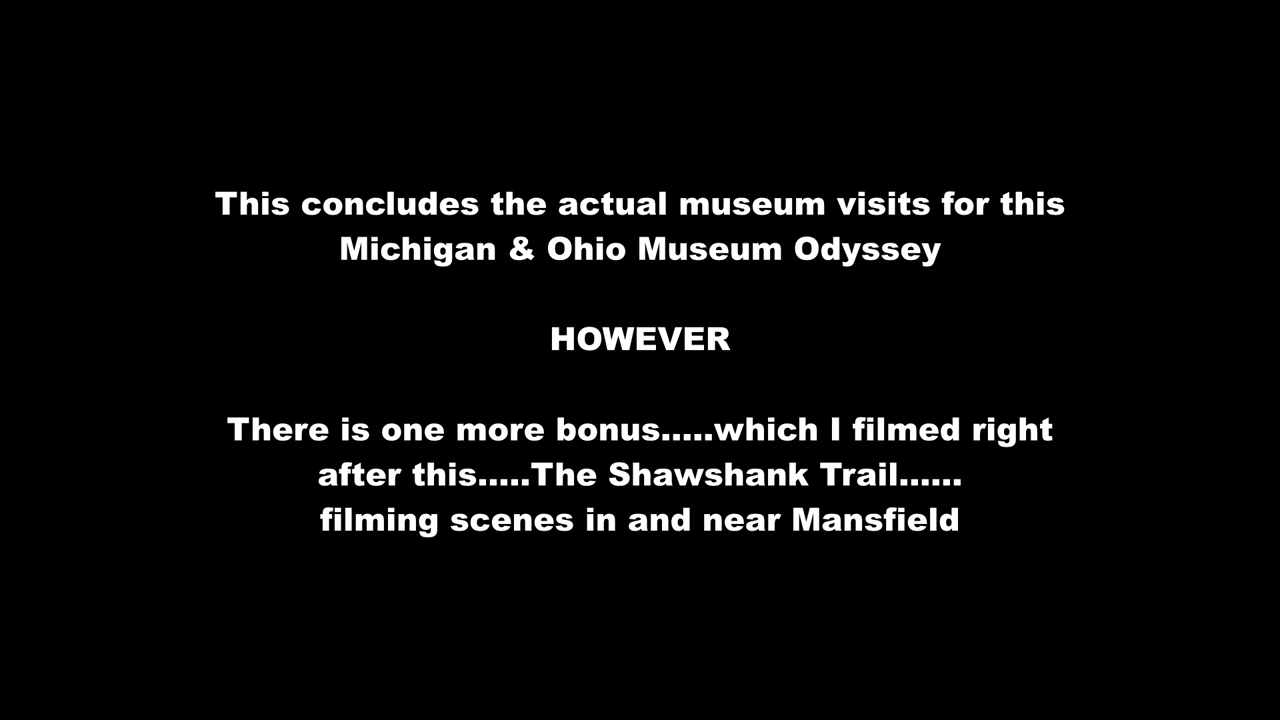 This concludes the actual museum visits for this
Michigan & Ohio Museum Odyssey
HOWEVER
There is one more bonus.....which I filmed right
after this.....The Shawshank Trail......
filming scenes in and near Mansfield